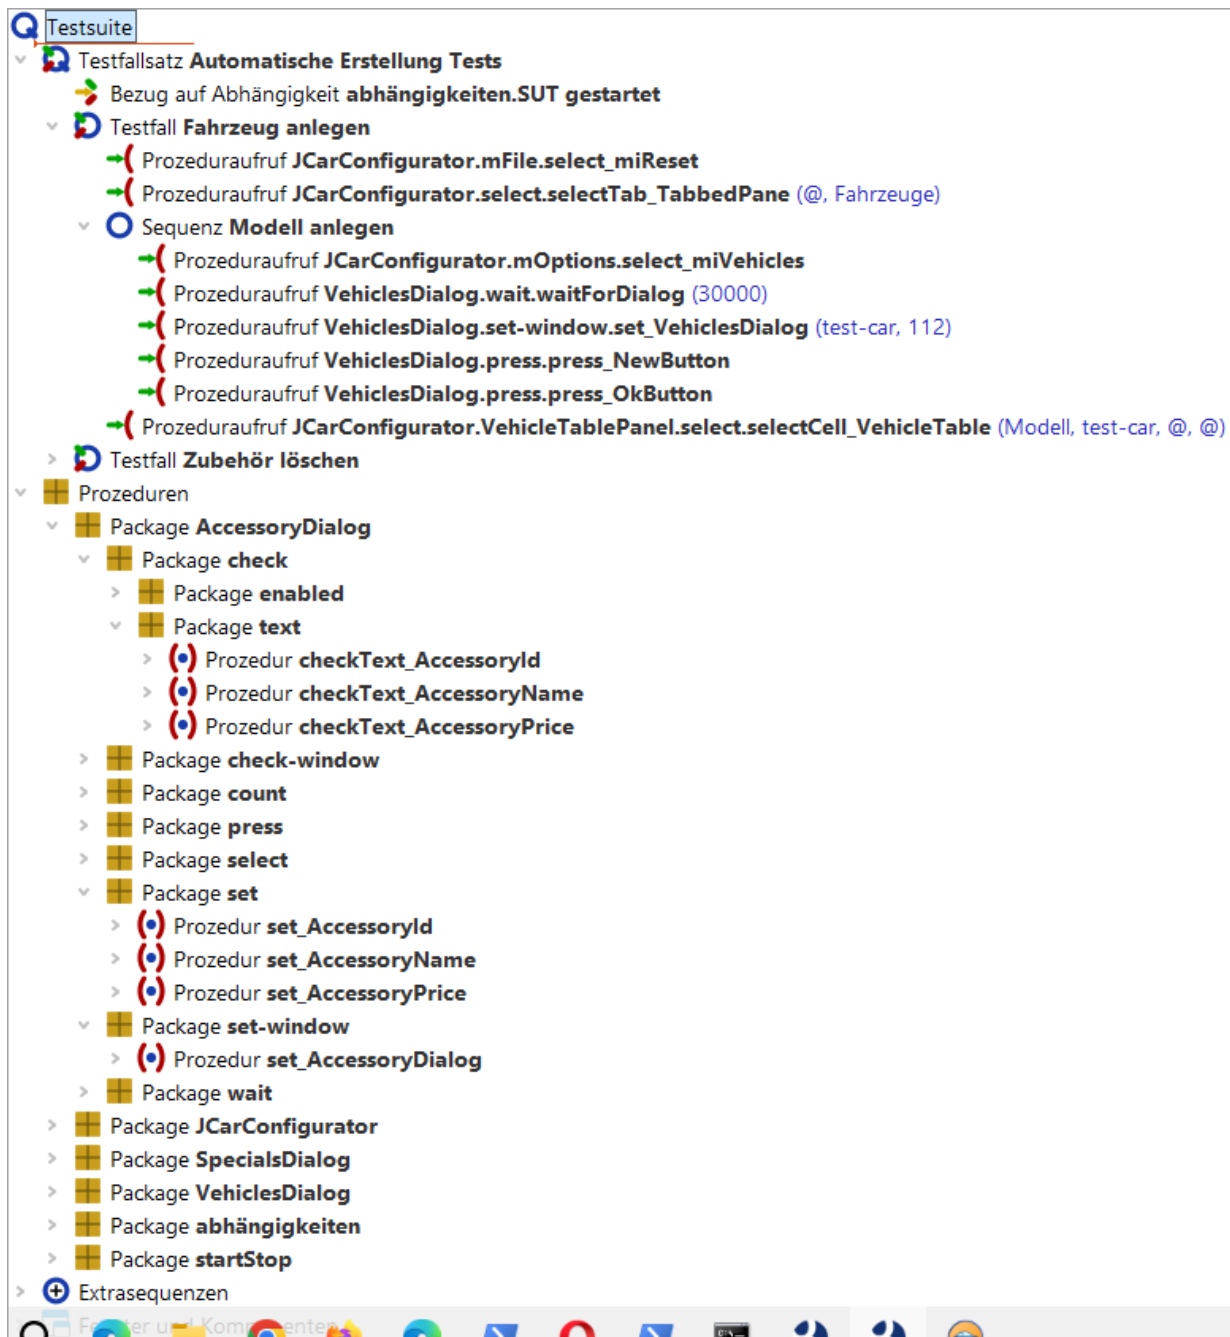 Testsuite
Testfallsatz Automatische Erstellung Tests
Bezug auf Abhängigkeit abhängigkeiten.SUT gestartet
Testfall Fahrzeug anlegen
Prozeduraufruf JCarConfigurator.mFile.select_miReset
Prozeduraufruf JCarConfigurator.select.selectTab_TabbedPane (@, Fahrzeuge)
Sequenz Modell anlegen
Prozeduraufruf JCarConfigurator.mOptions.select_miVehicles
Prozeduraufruf VehiclesDialog.wait.waitForDialog (30000)
Prozeduraufruf VehiclesDialog.set-window.set_VehiclesDialog (test-car, 112)
Prozeduraufruf VehiclesDialog.press.press_NewButton
Prozeduraufruf VehiclesDialog.press.press_OkButton
Prozeduraufruf JCarConfigurator.VehicleTablePanel.select.selectCell_VehicleTable (Modell, test-car, @, @)
Testfall Zubehör löschen
Prozeduren
Package AccessoryDialog
Package check
Package enabled
Package text
Prozedur checkText_AccessoryId
Prozedur checkText_AccessoryName
Prozedur checkText_AccessoryPrice
Package check-window
Package count
Package press
Package select
Package set
Prozedur set_AccessoryId
Prozedur set_AccessoryName
Prozedur set_AccessoryPrice
Package set-window
Prozedur set_AccessoryDialog
Package wait
Package JCarConfigurator
Package SpecialsDialog
Package VehiclesDialog
Package abhängigkeiten
Package startStop
Extrasequenzen
Fenster und Komponenten